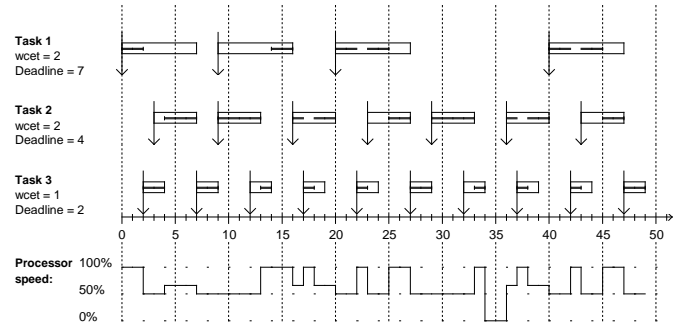 Task 1
wcet = 2
Deadline = 7
Task 2
wcet = 2
Deadline = 4
Task 3
wcet = 1
Deadline = 2
0 5 10 15 20 25 30 35 40 45 50
Processor 100%
speed: 50%
0%